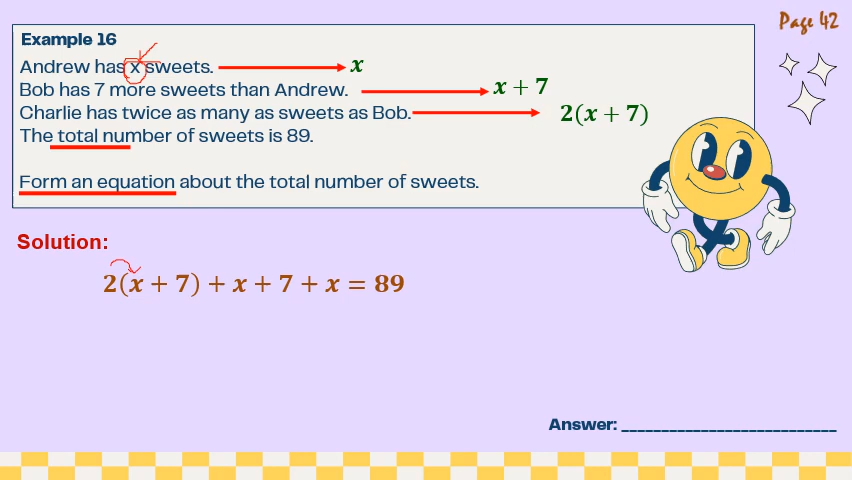 Page 42
Example 16
Andrew has x sweets. x
Bob has 7 more sweets than Andrew. x + 7
Charlie has twice as many as sweets as Bob. 2(x + 7)
The total number of sweets is 89.
Form an equation about the total number of sweets.
Solution:
2(x + 7) + x + 7 + x = 89
Answer: ___________________________